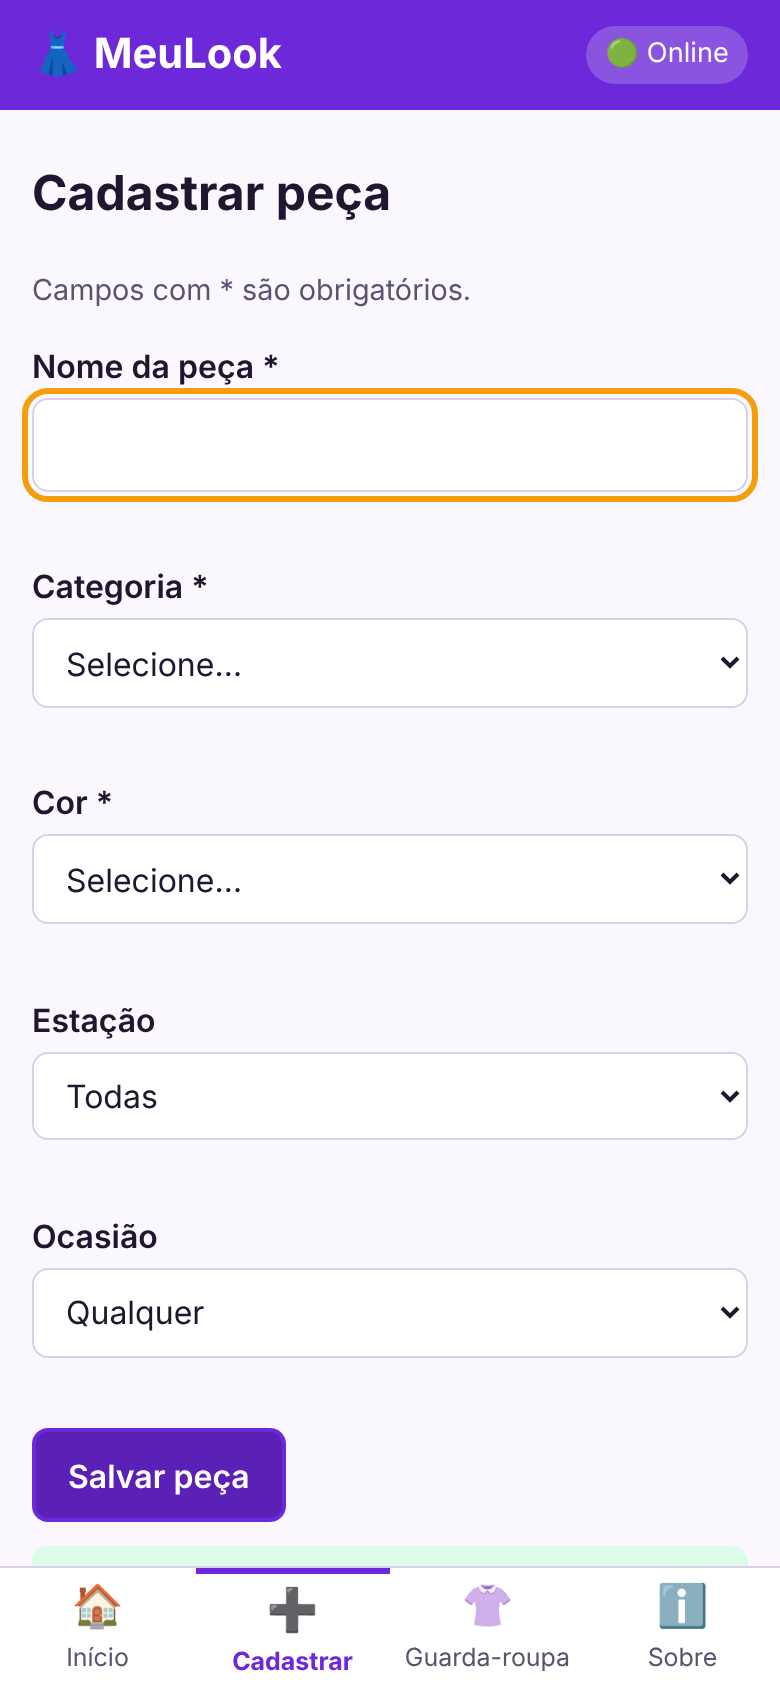 MeuLook
Online
Cadastrar peça
Campos com * são obrigatórios.
Nome da peça *
Categoria *
Selecione...
Cor *
Selecione...
Estação
Todas
Ocasião
Qualquer
Salvar peça
Início
Cadastrar
Guarda-roupa
Sobre